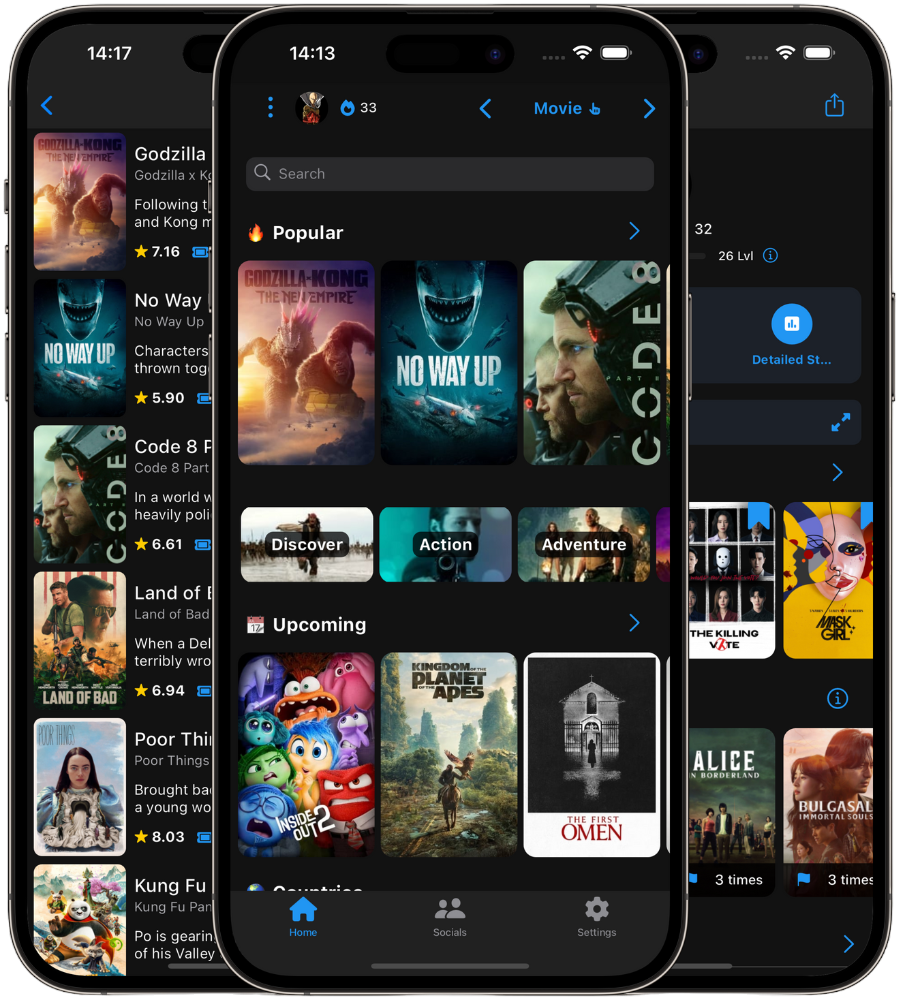 14:17
Godzilla
Godzilla x Ko
Following t
and Kong m
7.16
No Way
No Way Up
Characters
thrown tog
5.90
Code 8 P
Code 8 Part
In a world w
heavily poli
6.61
Land of B
Land of Bad
When a Del
terribly wro
6.94
Poor Thi
Poor Things
Brought ba
a young wo
8.03
Kung Fu
Kung Fu Pan
Po is gearing
of his Valley
GODZILLA-KONG
THE NEW EMPIRE
NO WAY UP
CODE 8
LAND OF BAD
POOR THINGS
14:13
33
Movie
Search
Popular
GODZILLA-KONG
THE NEW EMPIRE
NO WAY UP
CODE 8
PART II
Discover
Action
Adventure
17
Upcoming
INSIDE
OUT 2
KINGDOM OF THE
PLANET
OF THE APES
THE FIRST
OMEN
Countries
Home
Socials
Settings
32
26 Lvl
Detailed St...
THE KILLING
VOTE
MASK
GIRL
ALICE
IN BORDERLAND
BULGASAL
IMMORTAL SOULS
3 times
3 times